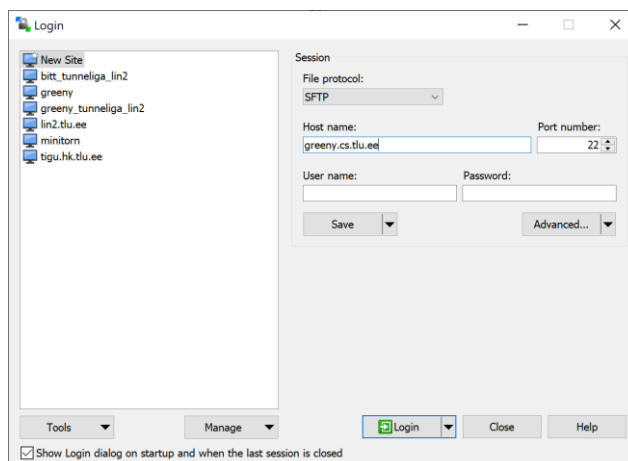 Login
New Site
bitt_tunneliga_lin2
greeny
greeny_tunneliga_lin2
lin2.tlu.ee
minitorn
tigu.hk.tlu.ee
Session
File protocol:
SFTP
Host name:
Port number:
greeny.cs.tlu.ee
22
User name:
Password:
Save
Advanced...
Tools
Manage
Login
Close
Help
Show Login dialog on startup and when the last session is closed